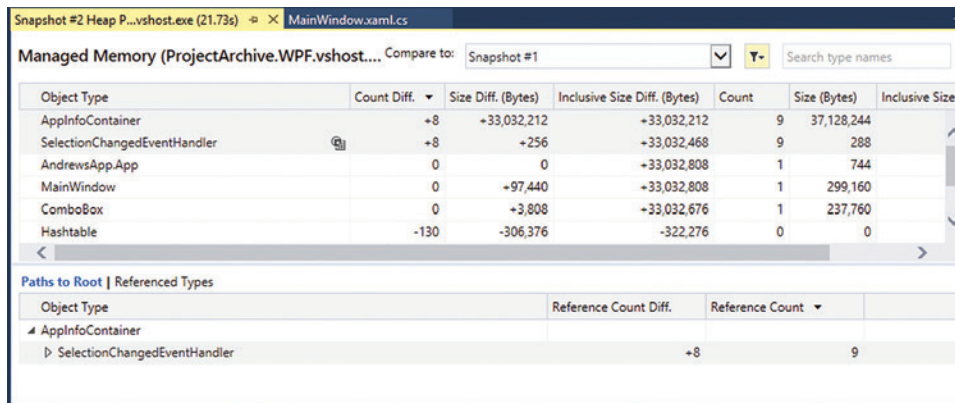 Snapshot #2 Heap P...vshost.exe (21.73s) MainWindow.xaml.cs
Managed Memory (ProjectArchive.WPF.vshost.... Compare to: Snapshot #1 Search type names
Object Type Count Diff. Size Diff. (Bytes) Inclusive Size Diff. (Bytes) Count Size (Bytes) Inclusive Size
AppInfoContainer +8 +33,032,212 +33,032,212 9 37,128,244
SelectionChangedEventHandler +8 +256 +33,032,468 9 288
AndrewsApp.App 0 0 +33,032,808 1 744
MainWindow 0 +97,440 +33,032,808 1 299,160
ComboBox 0 +3,808 +33,032,676 1 237,760
Hashtable -130 -306,376 -322,276 0 0
Paths to Root | Referenced Types
Object Type Reference Count Diff. Reference Count
AppInfoContainer
SelectionChangedEventHandler +8 9